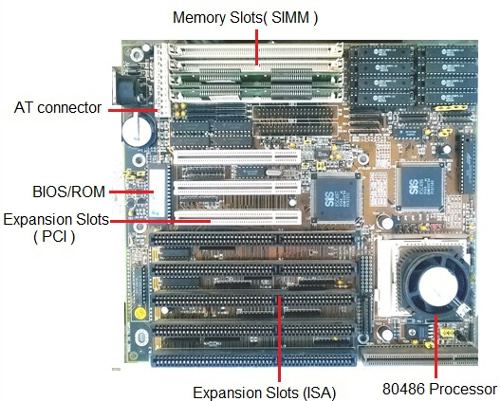 Memory Slots( SIMM )
AT connector
BIOS/ROM
Expansion Slots
( PCI )
SiS
SiS
Expansion Slots (ISA)
80486 Processor